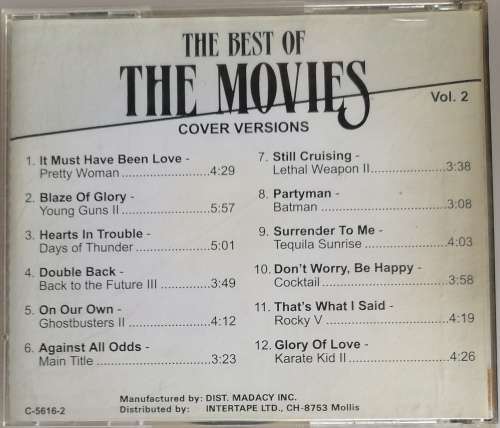 THE BEST OF
THE MOVIES
COVER VERSIONS
Vol. 2
1. It Must Have Been Love -
Pretty Woman ..................4:29
2. Blaze Of Glory -
Young Guns II ..................5:57
3. Hearts In Trouble -
Days of Thunder ...............5:01
4. Double Back -
Back to the Future III .........3:49
5. On Our Own -
Ghostbusters II ................4:12
6. Against All Odds -
Main Title ........................3:23
7. Still Cruising -
Lethal Weapon II ................3:38
8. Partyman -
Batman ............................3:08
9. Surrender To Me -
Tequila Sunrise ..................4:03
10. Don't Worry, Be Happy -
Cocktail ............................3:58
11. That's What I Said -
Rocky V ...........................4:19
12. Glory Of Love -
Karate Kid II .....................4:26
C-5616-2
Manufactured by: DIST. MADACY INC.
Distributed by: INTERTAPE LTD., CH-8753 Mollis